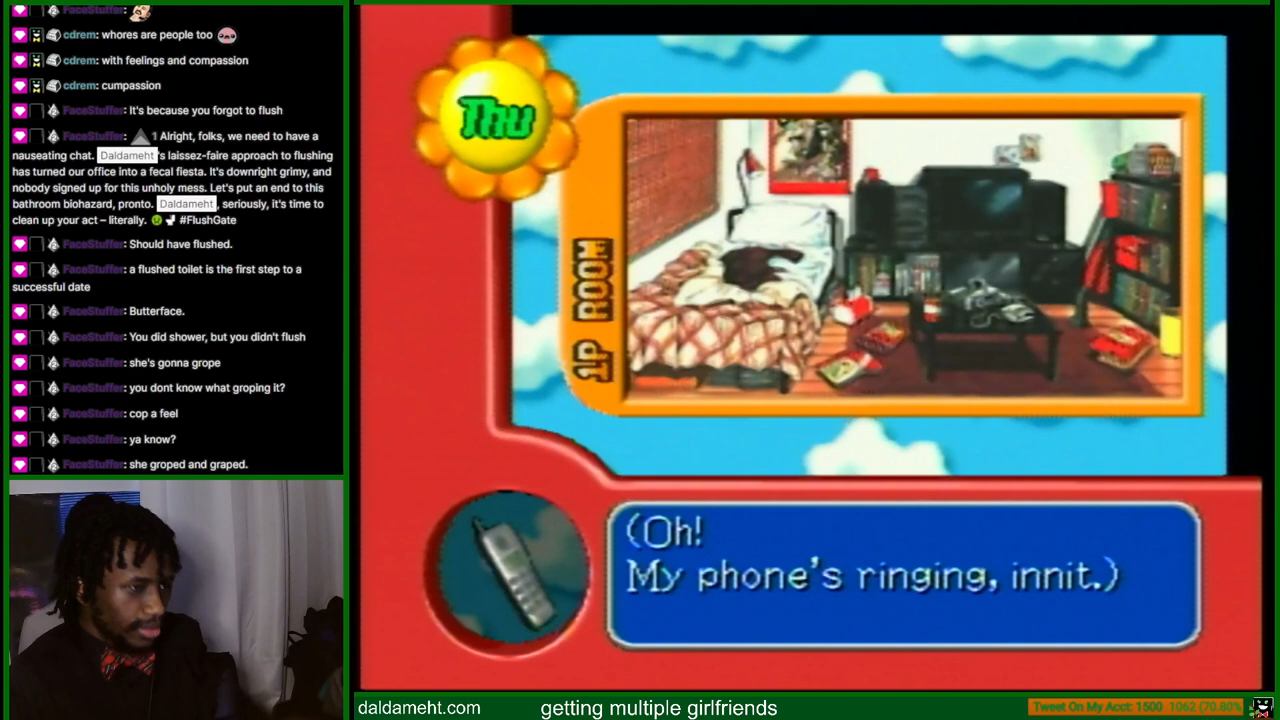 FaceStuffer:
cdrem: whores are people too
cdrem: with feelings and compassion
cdrem: cumpassion
FaceStuffer: It's because you forgot to flush
FaceStuffer: 1 Alright, folks, we need to have a
nauseating chat. Daldameht's laissez-faire approach to flushing
has turned our office into a fecal fiesta. It's downright grimy, and
nobody signed up for this unholy mess. Let's put an end to this
bathroom biohazard, pronto. Daldameht, seriously, it's time to
clean up your act – literally. #FlushGate
FaceStuffer: Should have flushed.
FaceStuffer: a flushed toilet is the first step to a
successful date
FaceStuffer: Butterface.
FaceStuffer: You did shower, but you didn't flush
FaceStuffer: she's gonna grope
FaceStuffer: you dont know what groping it?
FaceStuffer: cop a feel
FaceStuffer: ya know?
FaceStuffer: she groped and graped.
Thu
1P ROOM
(Oh!
My phone's ringing, innit.)
daldameht.com
getting multiple girlfriends
Tweet On My Acct: 1500 1062 (70.80%